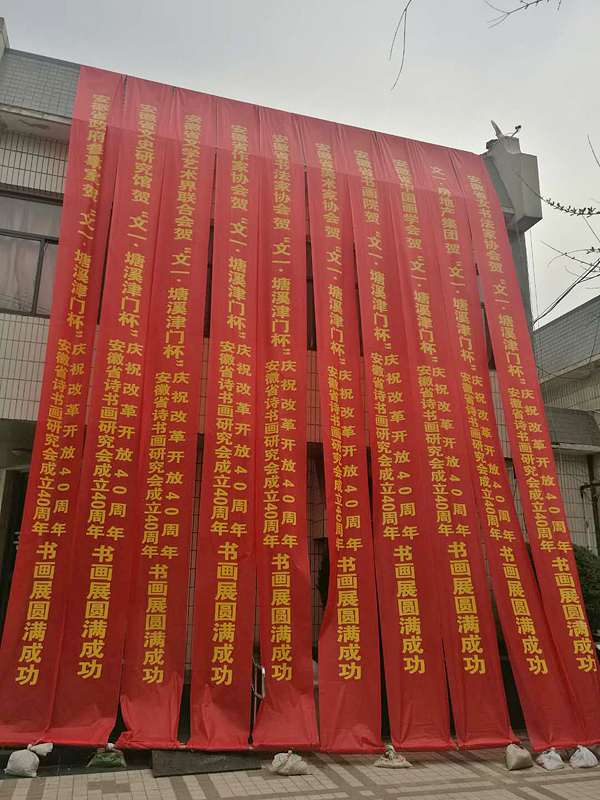 安徽省政府参事室贺“文一·塘溪津门杯”
庆祝改革开放40周年
安徽省诗书画研究会成立40周年
书画展圆满成功
安徽省文史研究馆贺“文一·塘溪津门杯”
庆祝改革开放40周年
安徽省诗书画研究会成立40周年
书画展圆满成功
安徽省文学艺术界联合会贺“文一·塘溪津门杯”
庆祝改革开放40周年
安徽省诗书画研究会成立40周年
书画展圆满成功
安徽省作家协会贺“文一·塘溪津门杯”
庆祝改革开放40周年
安徽省诗书画研究会成立40周年
书画展圆满成功
安徽省书法家协会贺“文一·塘溪津门杯”
庆祝改革开放40周年
安徽省诗书画研究会成立40周年
书画展圆满成功
安徽省美术家协会贺“文一·塘溪津门杯”
庆祝改革开放40周年
安徽省诗书画研究会成立40周年
书画展圆满成功
安徽省书画院贺“文一·塘溪津门杯”
庆祝改革开放40周年
安徽省诗书画研究会成立40周年
书画展圆满成功
安徽省中国画学会贺“文一·塘溪津门杯”
庆祝改革开放40周年
安徽省诗书画研究会成立40周年
书画展圆满成功
文一房地产集团贺“文一·塘溪津门杯”
庆祝改革开放40周年
安徽省诗书画研究会成立40周年
书画展圆满成功
安徽省女书法家协会贺“文一·塘溪津门杯”
庆祝改革开放40周年
安徽省诗书画研究会成立40周年
书画展圆满成功